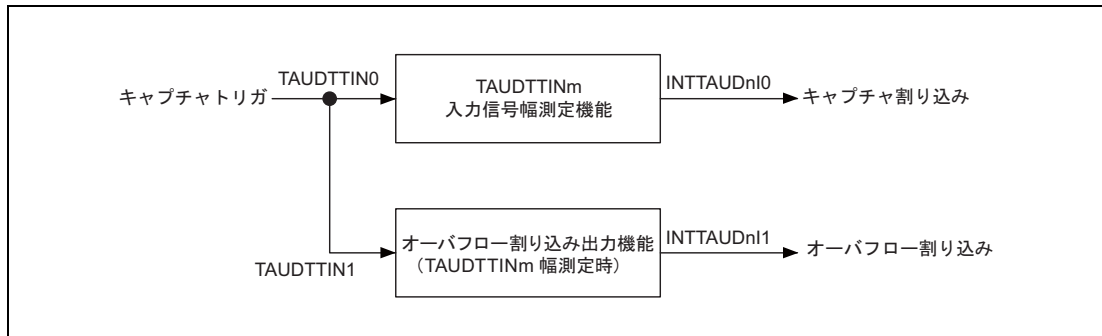 キャプチャトリガ
TAUDTTIN0
TAUDTTINm
入力信号幅測定機能
INTTAUDnI0
キャプチャ割り込み
TAUDTTIN1
オーバフロー割り込み出力機能
（TAUDTTINm 幅測定時）
INTTAUDnI1
オーバフロー割り込み